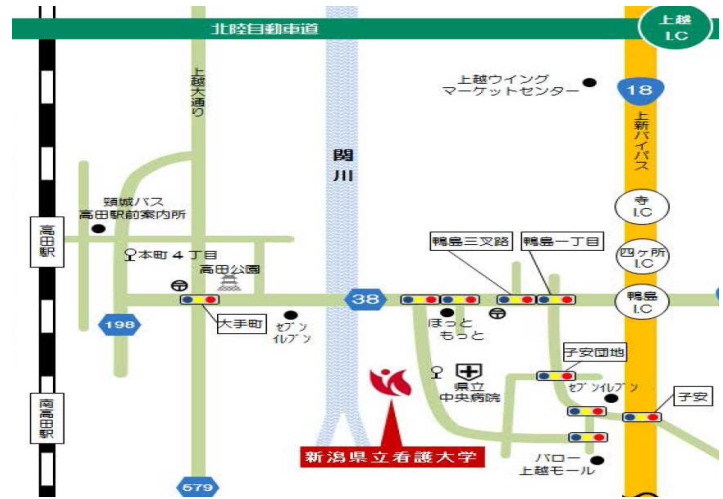 北陸自動車道
上越
I.C
上越大通り
上越ウイング
マーケットセンター
18
上新バイパス
関川
寺
I.C
頸城バス
高田駅前案内所
高田駅
本町4丁目
高田公園
鴨島三叉路
鴨島一丁目
四ヶ所
I.C
鴨島
I.C
38
198
大手町
セブン
イレブン
ほっと
もっと
子安団地
県立
中央病院
セブンイレブン
子安
南高田駅
新潟県立看護大学
バロー
上越モール
579